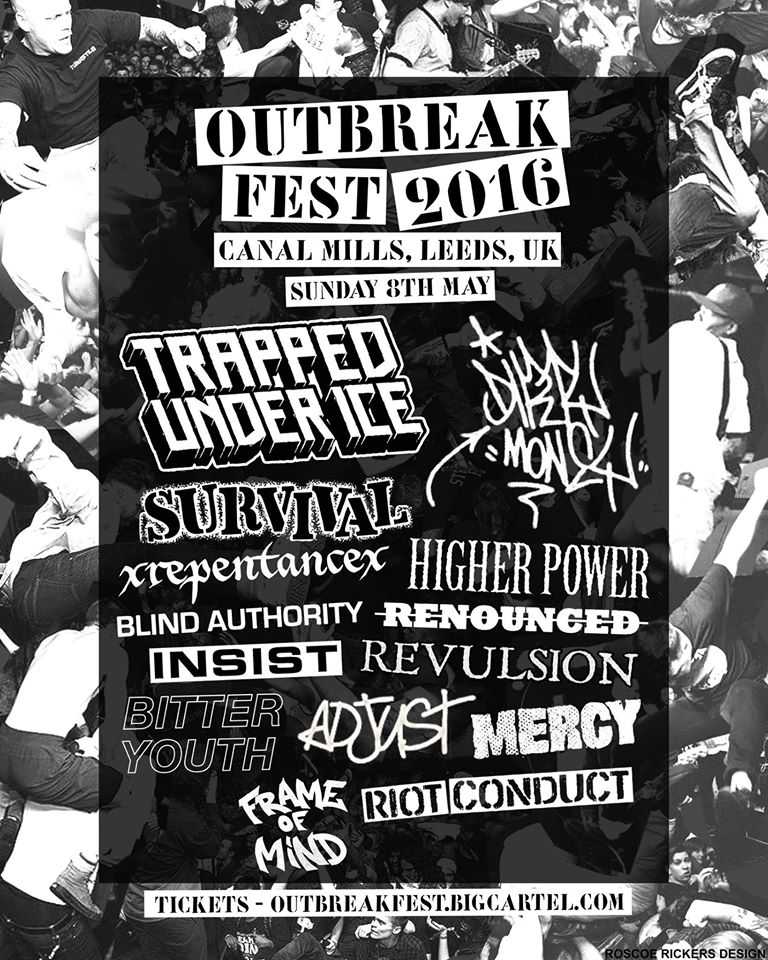 OUTBREAK
FEST 2016
CANAL MILLS, LEEDS, UK
SUNDAY 8TH MAY
TRAPPED
UNDER ICE
DIRTY
MONEY
SURVIVAL
xrepentancex
HIGHER POWER
BLIND AUTHORITY
RENOUNCED
INSIST
REVULSION
BITTER
YOUTH
ADJUST
MERCY
FRAME
OF
MIND
RIOT CONDUCT
TICKETS - OUTBREAKFEST.BIGCARTEL.COM
ROSCOE RICKERS DESIGN